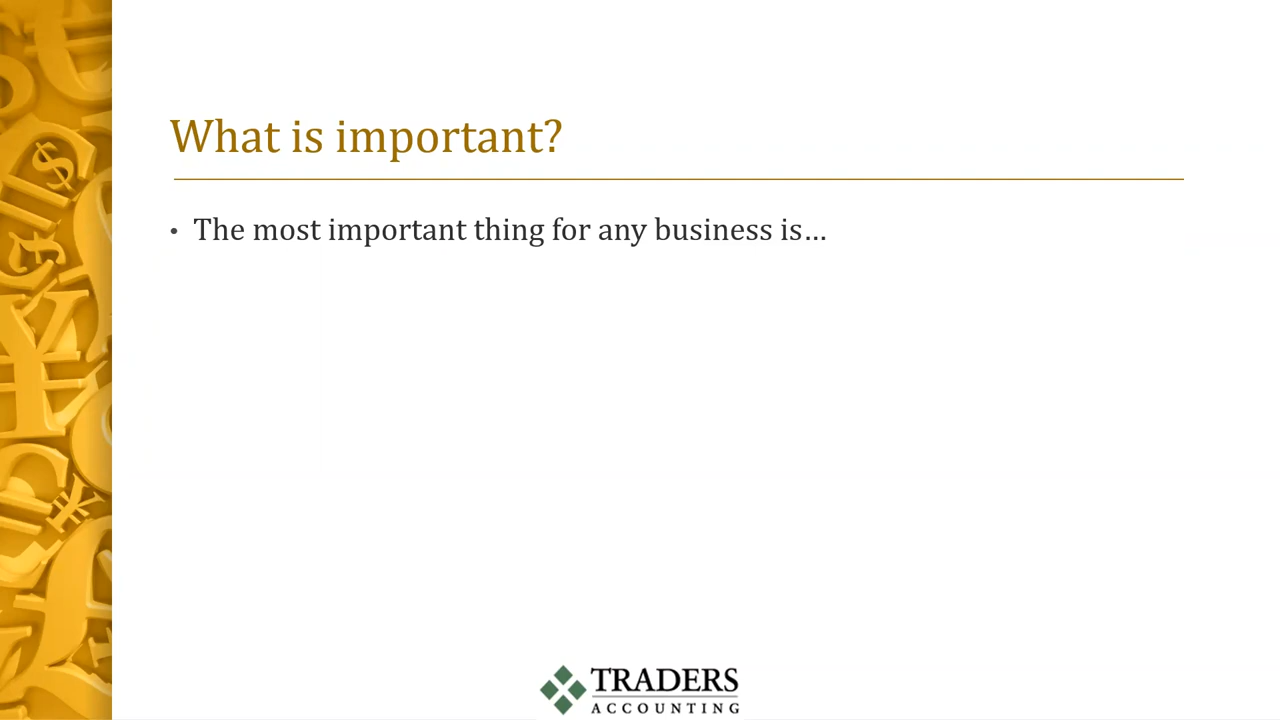 What is important?
• The most important thing for any business is…
TRADERS
ACCOUNTING